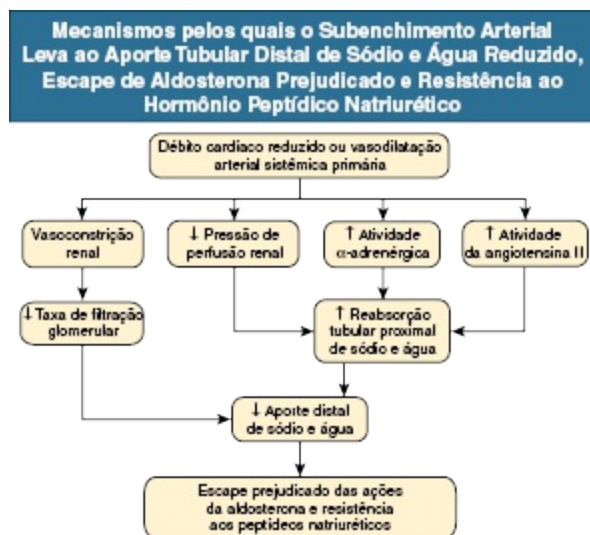 Mecanismos pelos quais o Subenchimento Arterial
Leva ao Aporte Tubular Distal de Sódio e Água Reduzido,
Escape de Aldosterona Prejudicado e Resistência ao
Hormônio Peptídico Natriurético
Débito cardíaco reduzido ou vasodilatação
arterial sistêmica primária
Vasoconstrição
renal
↓ Pressão de
perfusão renal
↑ Atividade
α-adrenérgica
↑ Atividade
da angiotensina II
↓ Taxa de filtração
glomerular
↑ Reabsorção
tubular proximal
de sódio e água
↓ Aporte distal
de sódio e água
Escape prejudicado das ações
da aldosterona e resistência
aos peptídeos natriuréticos